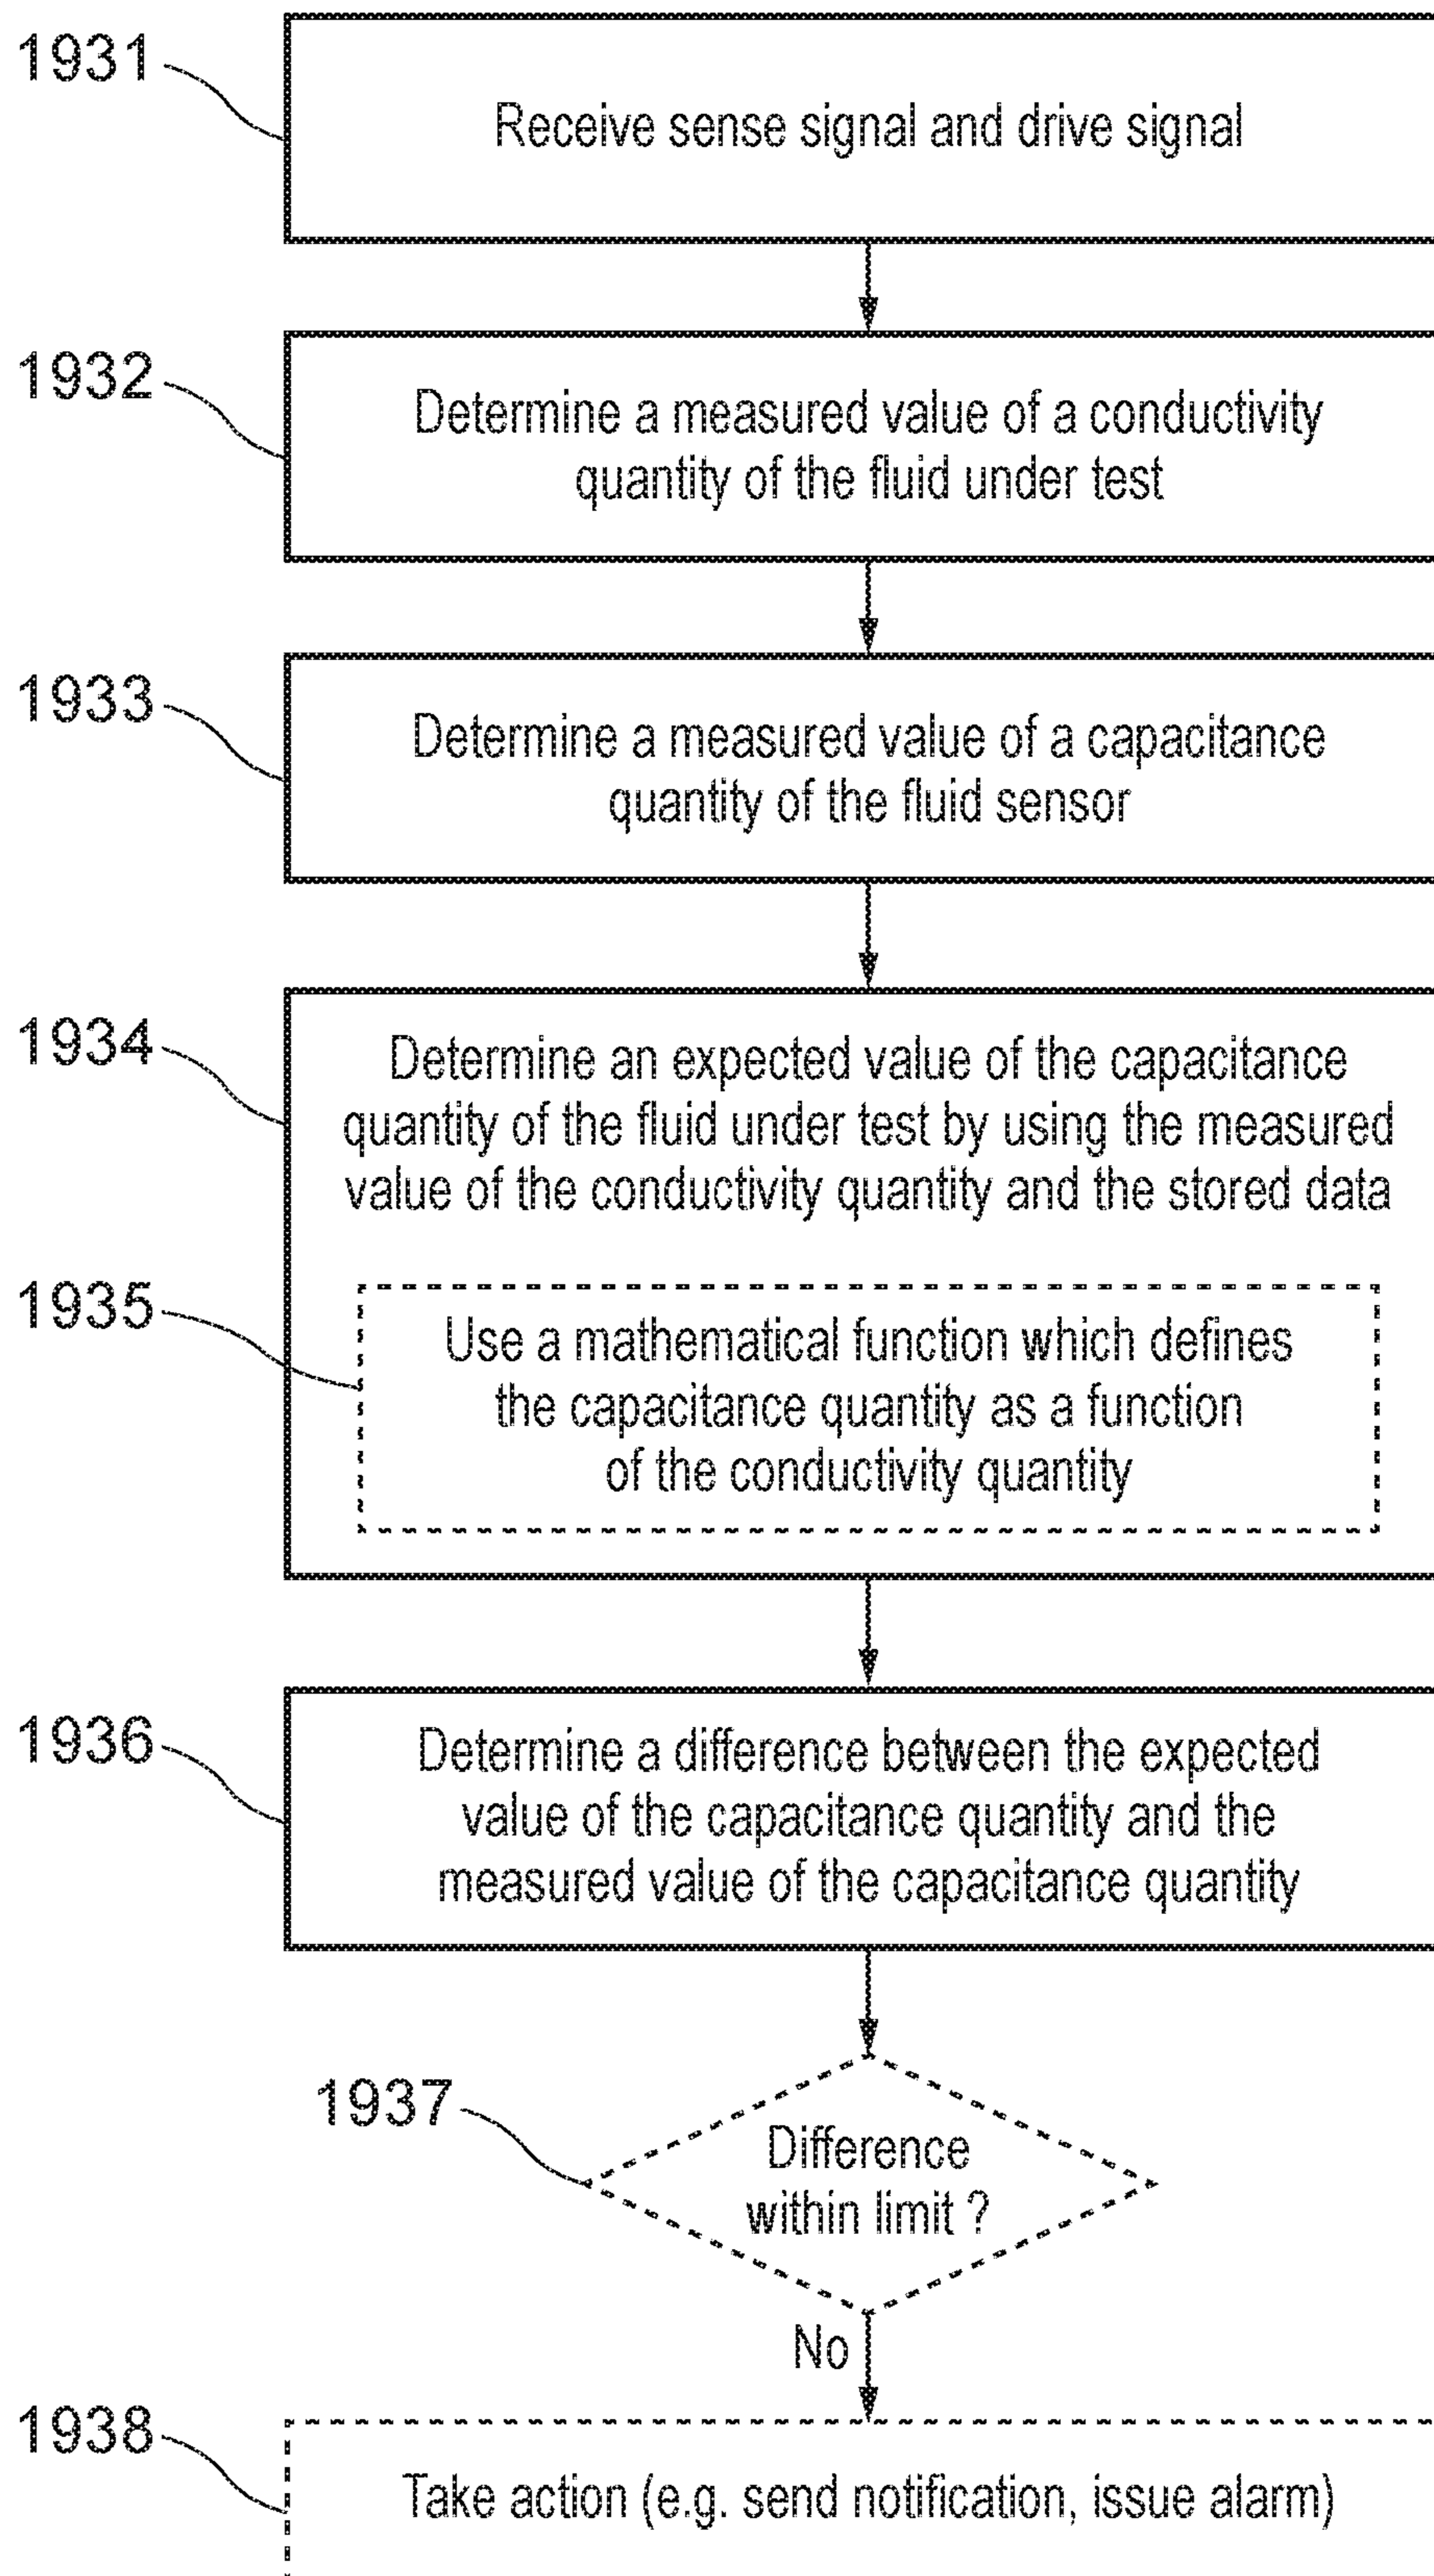 1931
Receive sense signal and drive signal
1932
Determine a measured value of a conductivity
quantity of the fluid under test
1933
Determine a measured value of a capacitance
quantity of the fluid sensor
1934
Determine an expected value of the capacitance
quantity of the fluid under test by using the measured
value of the conductivity quantity and the stored data
1935
Use a mathematical function which defines
the capacitance quantity as a function
of the conductivity quantity
1936
Determine a difference between the expected
value of the capacitance quantity and the
measured value of the capacitance quantity
1937
Difference
within limit ?
No
1938
Take action (e.g. send notification, issue alarm)